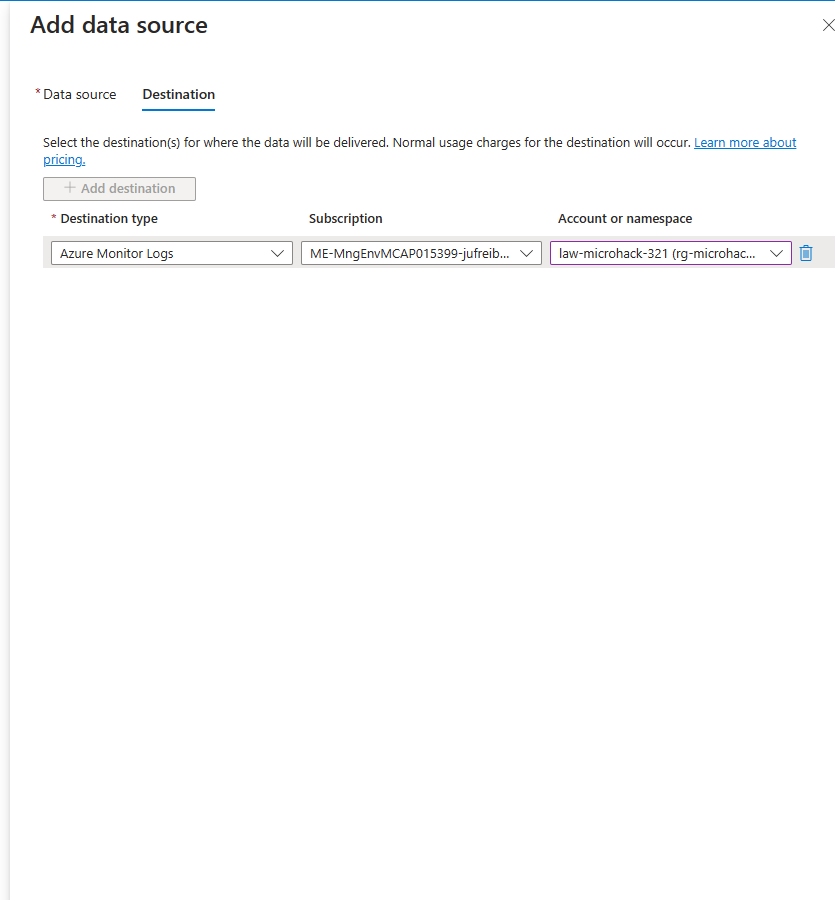 Add data source
* Data source Destination
Select the destination(s) for where the data will be delivered. Normal usage charges for the destination will occur. Learn more about
pricing.
+ Add destination
* Destination type Subscription Account or namespace
Azure Monitor Logs ME-MngEnvMCAP015399-jufreib... law-microhack-321 (rg-microhac...